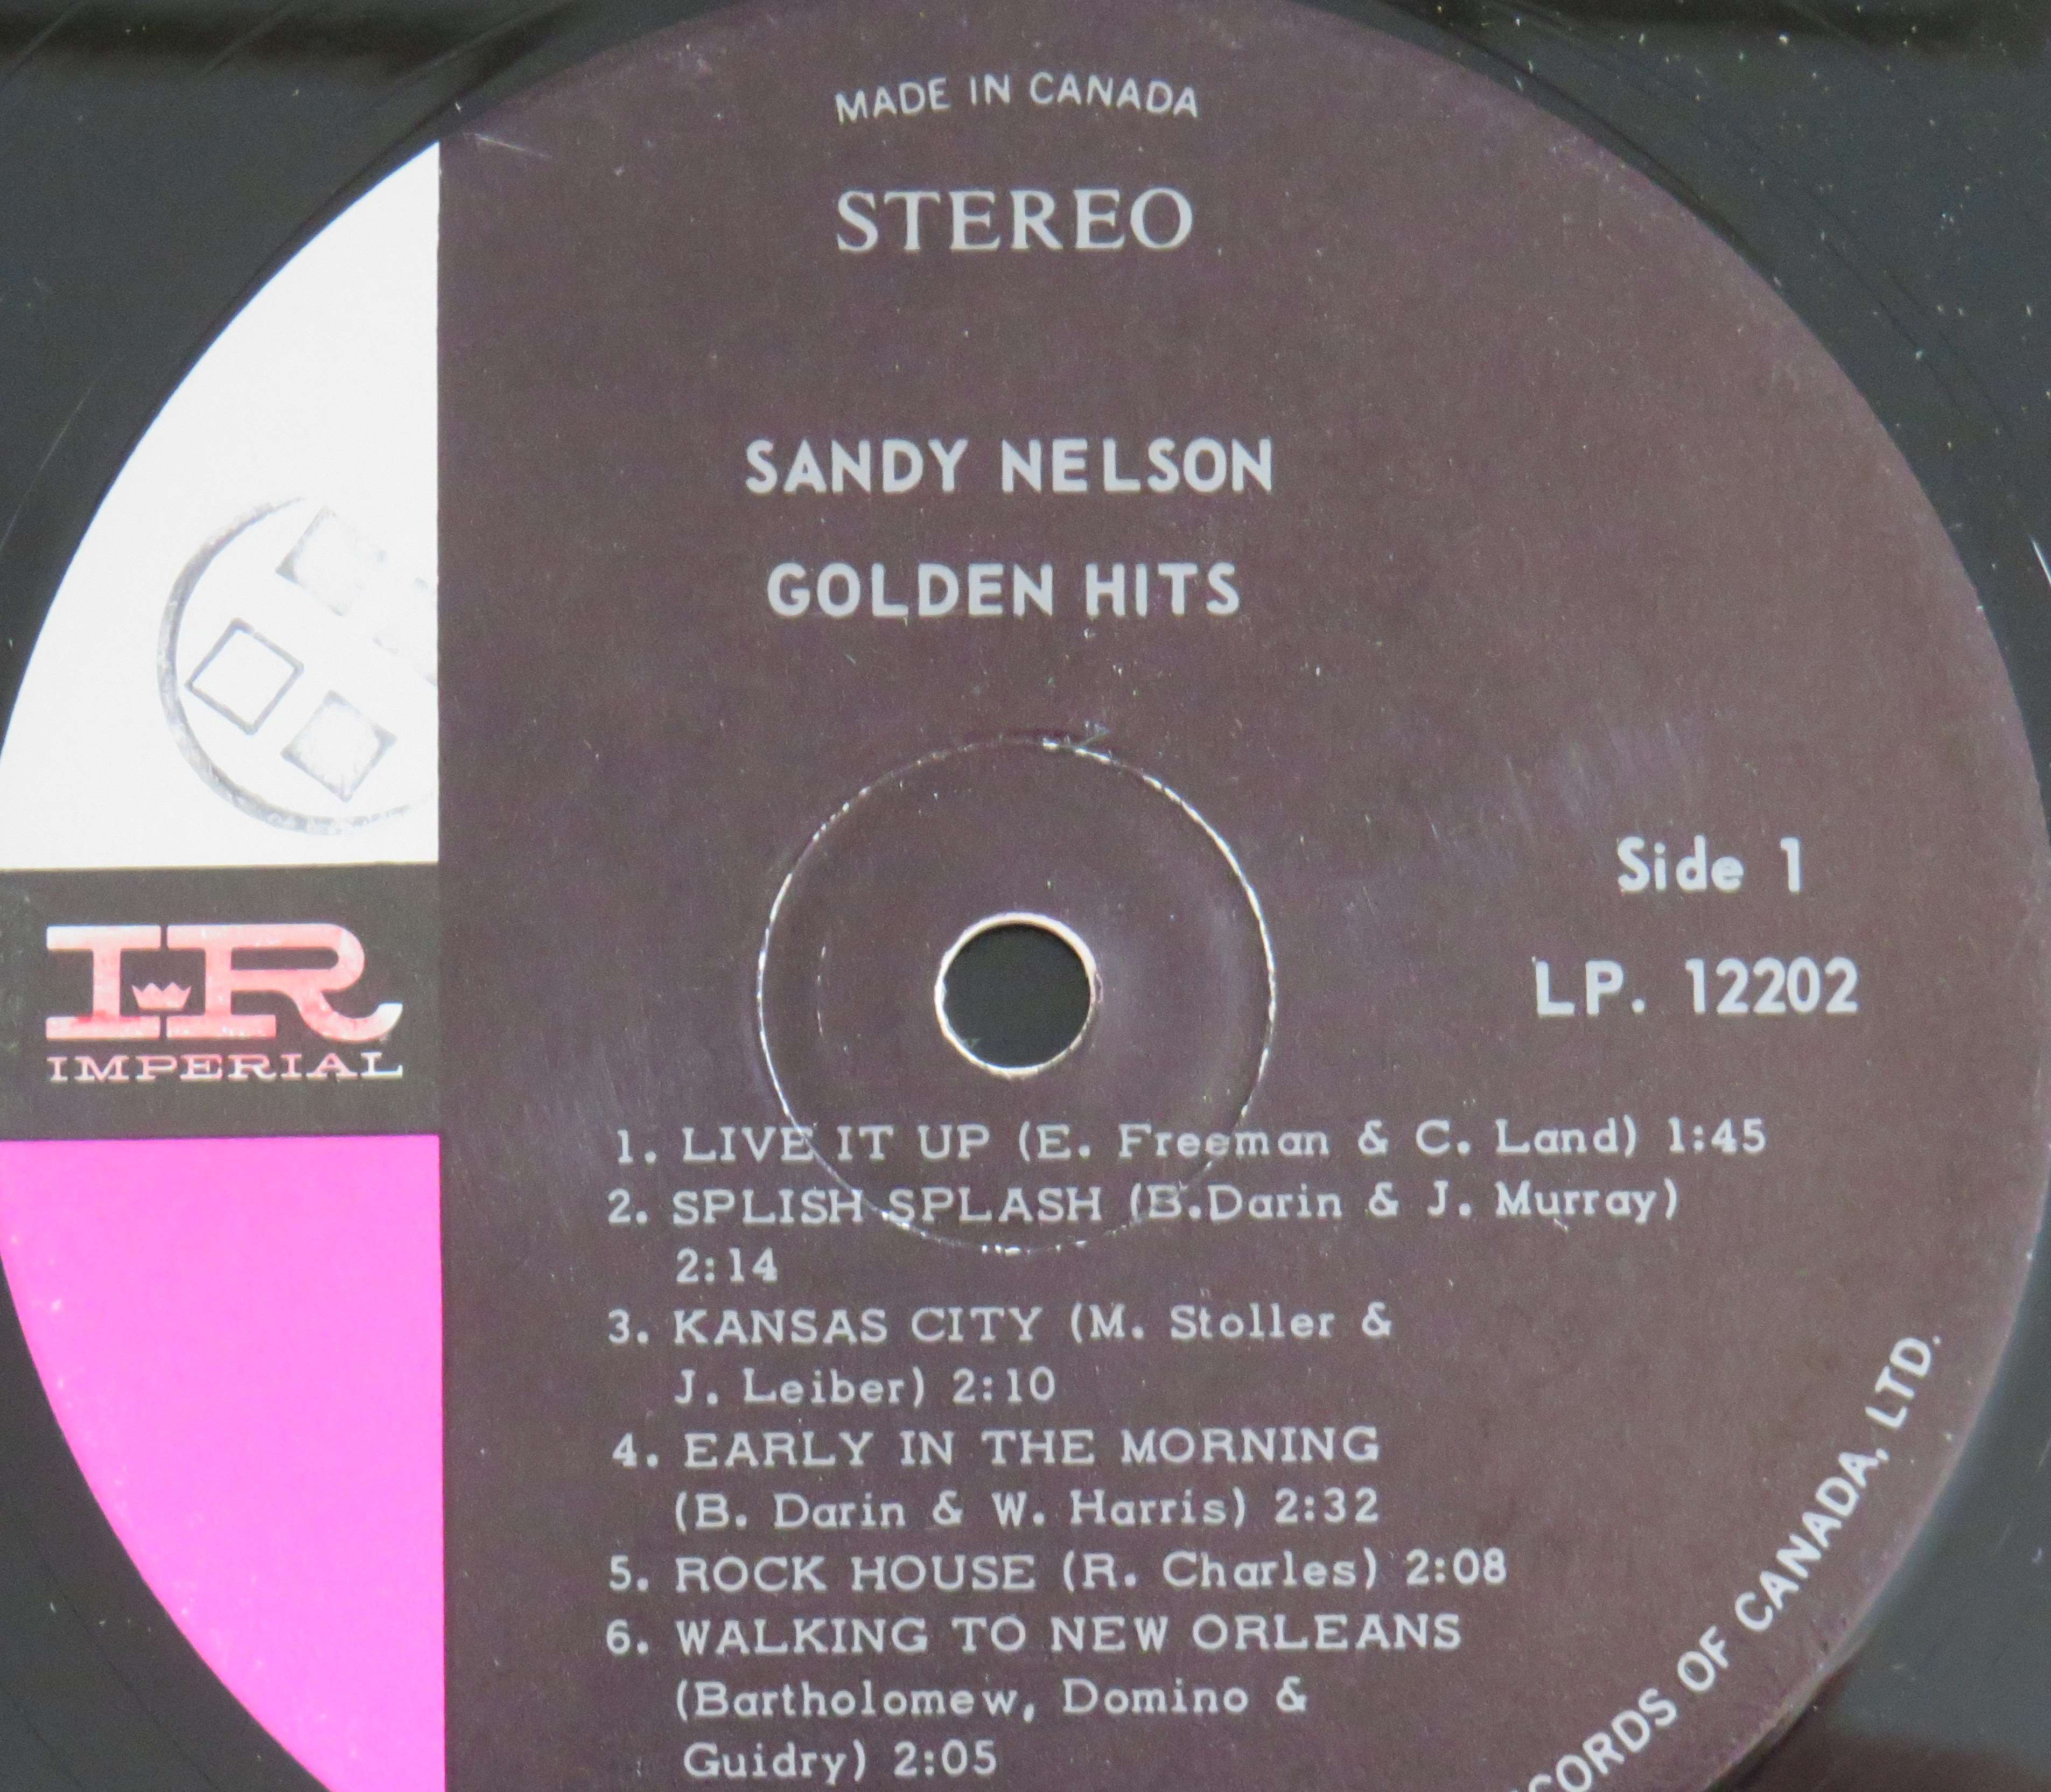 MADE IN CANADA
STEREO
SANDY NELSON
GOLDEN HITS
Side 1
LP. 12202
IR
IMPERIAL
1. LIVE IT UP (E. Freeman & C. Land) 1:45
2. SPLISH SPLASH (B.Darin & J. Murray)
2:14
3. KANSAS CITY (M. Stoller &
J. Leiber) 2:10
4. EARLY IN THE MORNING
(B. Darin & W. Harris) 2:32
5. ROCK HOUSE (R. Charles) 2:08
6. WALKING TO NEW ORLEANS
(Bartholomew, Domino &
Guidry) 2:05
OF CANADA, LTD.